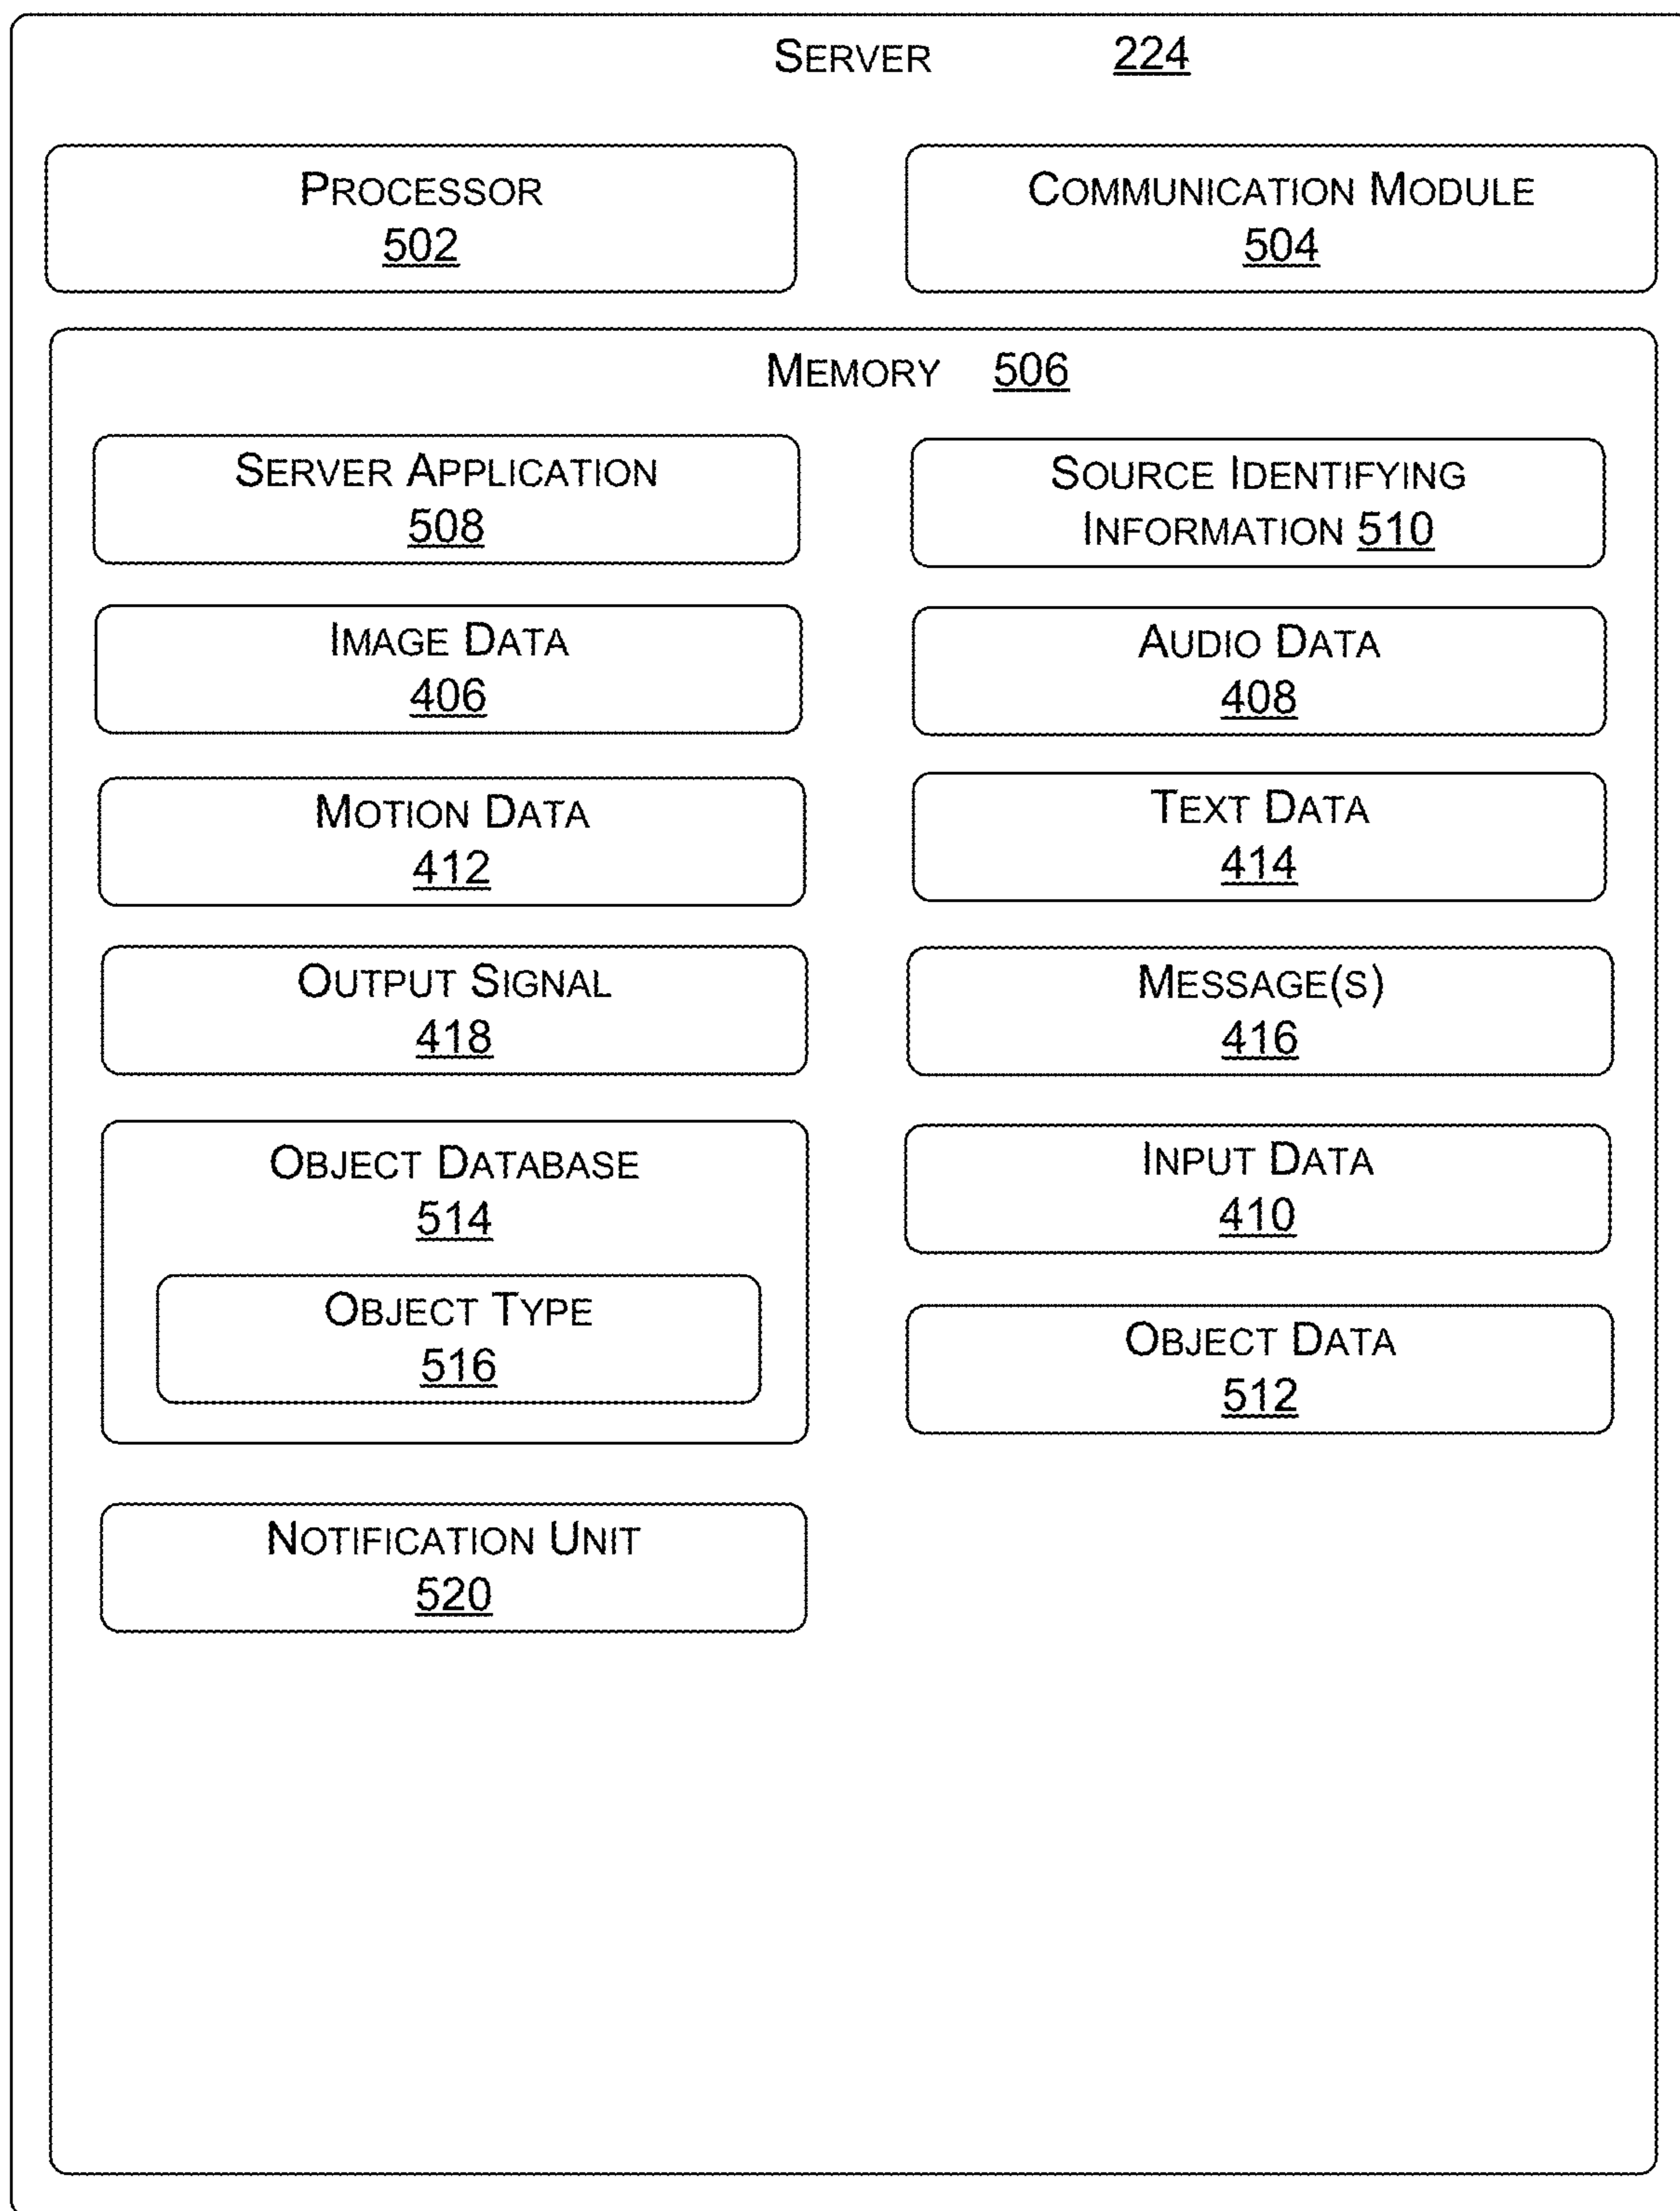 Server 224
Processor
502
Communication Module
504
Memory 506
Server Application
508
Source Identifying
Information 510
Image Data
406
Audio Data
408
Motion Data
412
Text Data
414
Output Signal
418
Message(s)
416
Object Database
514
Object Type
516
Input Data
410
Object Data
512
Notification Unit
520